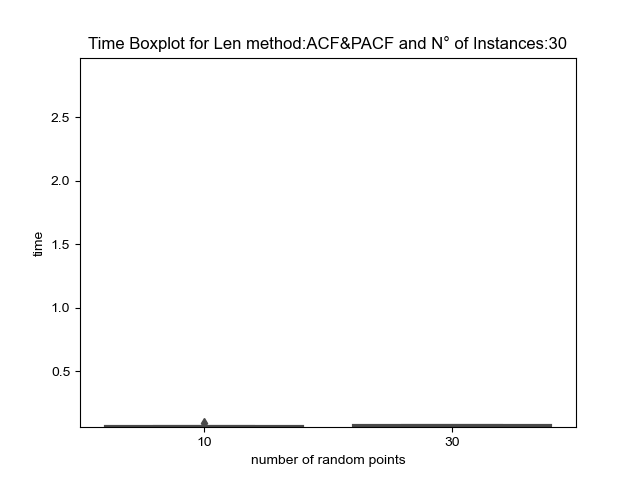 Time Boxplot for Len method:ACF&PACF and N° of Instances:30
2.5
2.0
1.5
1.0
0.5
time
10
30
number of random points